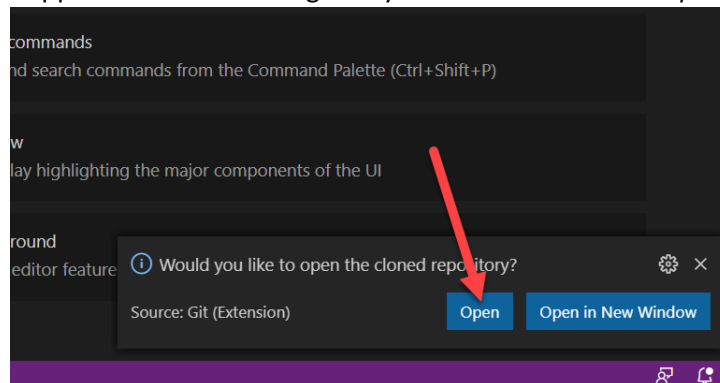 commands
nd search commands from the Command Palette (Ctrl+Shift+P)
w
lay highlighting the major components of the UI
round
editor feature
Would you like to open the cloned repository?
Source: Git (Extension)
Open
Open in New Window